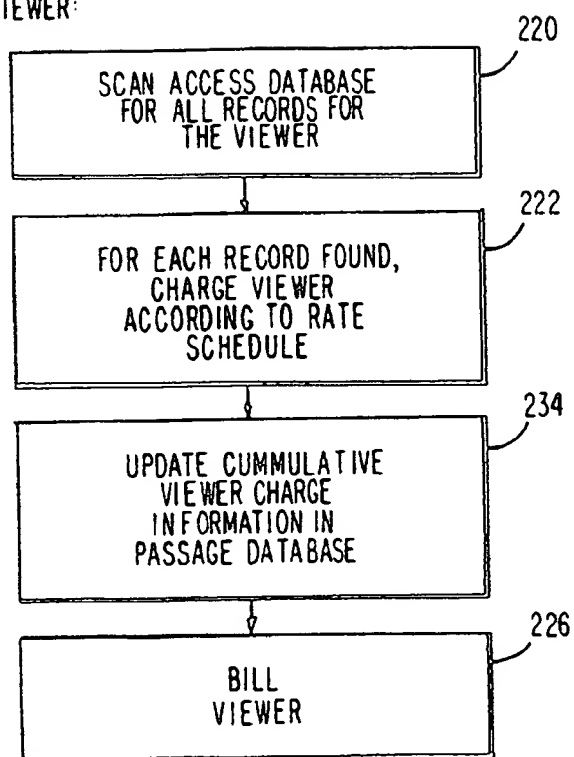 IEWER:
220
SCAN ACCESS DATABASE
FOR ALL RECORDS FOR
THE VIEWER
222
FOR EACH RECORD FOUND,
CHARGE VIEWER
ACCORDING TO RATE
SCHEDULE
234
UPDATE CUMMULATIVE
VIEWER CHARGE
INFORMATION IN
PASSAGE DATABASE
226
BILL
VIEWER